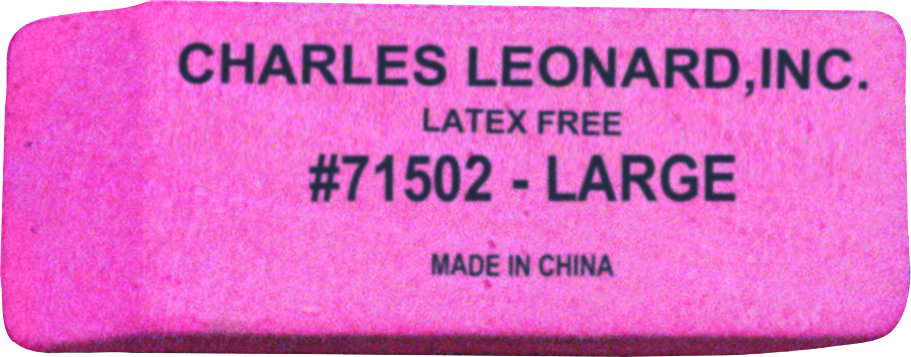 CHARLES LEONARD,INC.
LATEX FREE
#71502 - LARGE
MADE IN CHINA